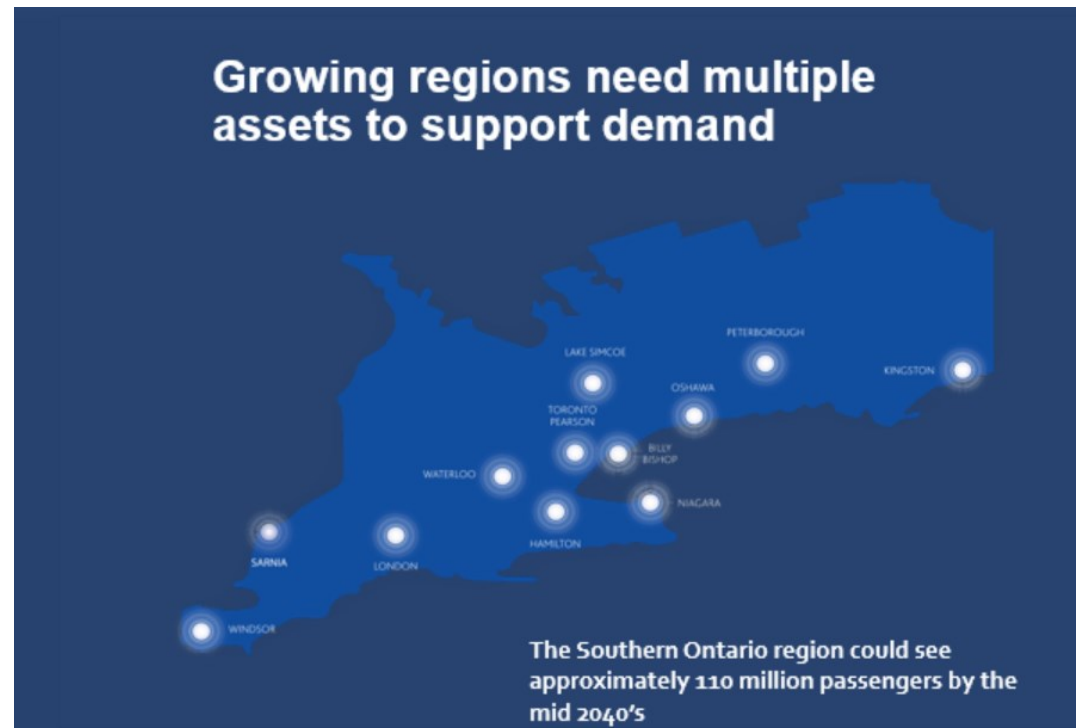 Growing regions need multiple
assets to support demand
PETERBOROUGH
LAKE SIMCOE
KINGSTON
OSHAWA
TORONTO
PEARSON
BILLY
BISHOP
WATERLOO
NIAGARA
HAMILTON
SARNIA
LONDON
WINDSOR
The Southern Ontario region could see
approximately 110 million passengers by the
mid 2040's